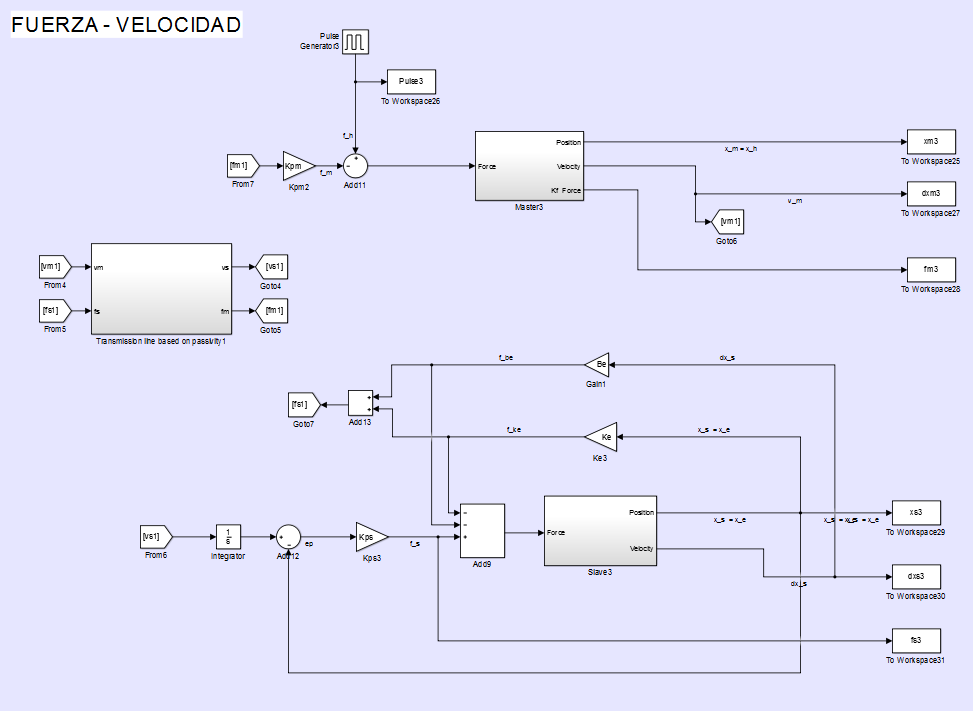 FUERZA - VELOCIDAD
Pulse
Generator3
Pulse3
To Workspace26
f_h
[fm1]
From7
Kpm
Kpm2
f_m
Add11
Force
Position
Velocity
Kf Force
Master3
x_m = x_h
v_m
xm3
To Workspace25
dxm3
To Workspace27
[vm1]
Goto6
fm3
To Workspace28
[vm1]
From4
[fs1]
From5
vm
fs
vs
fm
Transmission line based on passivity1
[vs1]
Goto4
[fm1]
Goto5
f_be
Be
Gain1
dx_s
[fs1]
Goto7
Add13
f_ke
Ke
Ke3
x_s = x_e
[vs1]
From6
1
s
Integrator
Add12
ep
Kps
Kps3
f_s
Add9
Force
Position
Velocity
Slave3
x_s = x_e
dx_s
xs3
To Workspace29
dxs3
To Workspace30
fs3
To Workspace31